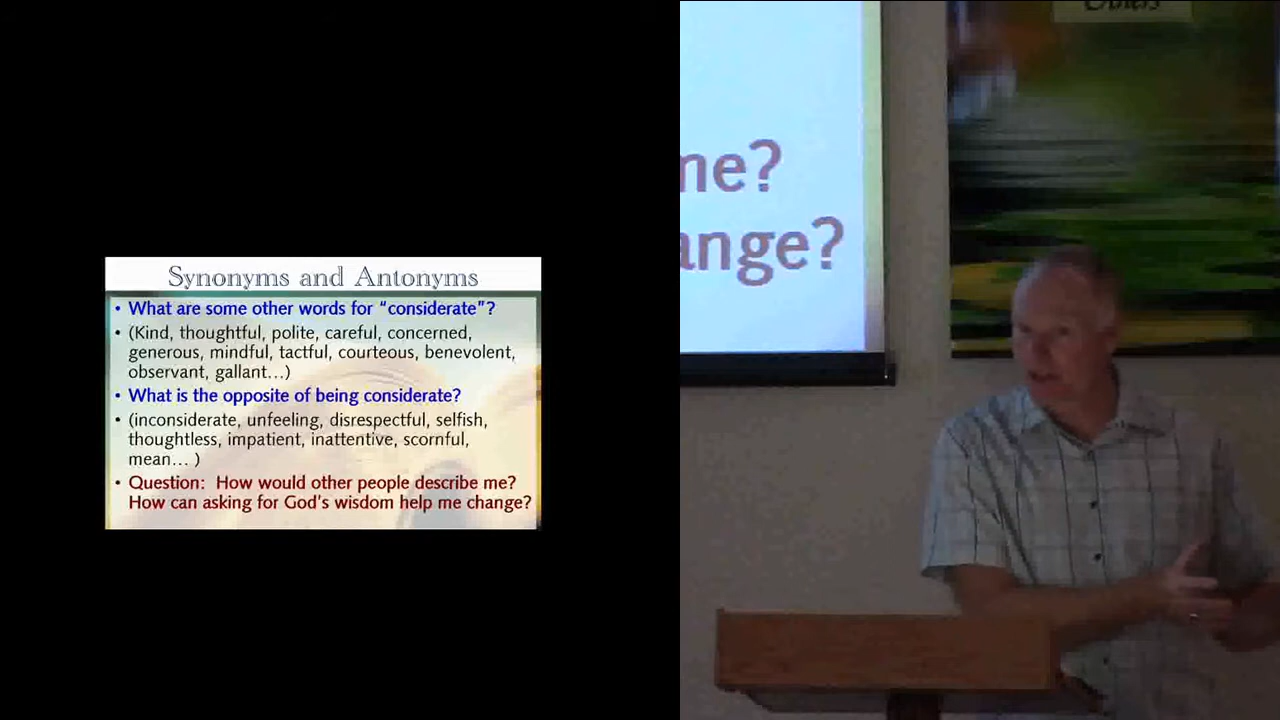 Synonyms and Antonyms
• What are some other words for “considerate”?
• (Kind, thoughtful, polite, careful, concerned,
generous, mindful, tactful, courteous, benevolent,
observant, gallant…)
• What is the opposite of being considerate?
• (inconsiderate, unfeeling, disrespectful, selfish,
thoughtless, impatient, inattentive, scornful,
mean… )
• Question:  How would other people describe me?
How can asking for God’s wisdom help me change?
me?
ange?
Others